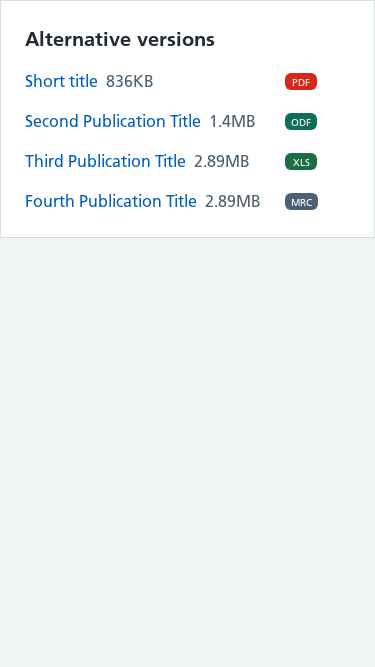 Alternative versions
Short title 836KB PDF
Second Publication Title 1.4MB ODF
Third Publication Title 2.89MB XLS
Fourth Publication Title 2.89MB MRC